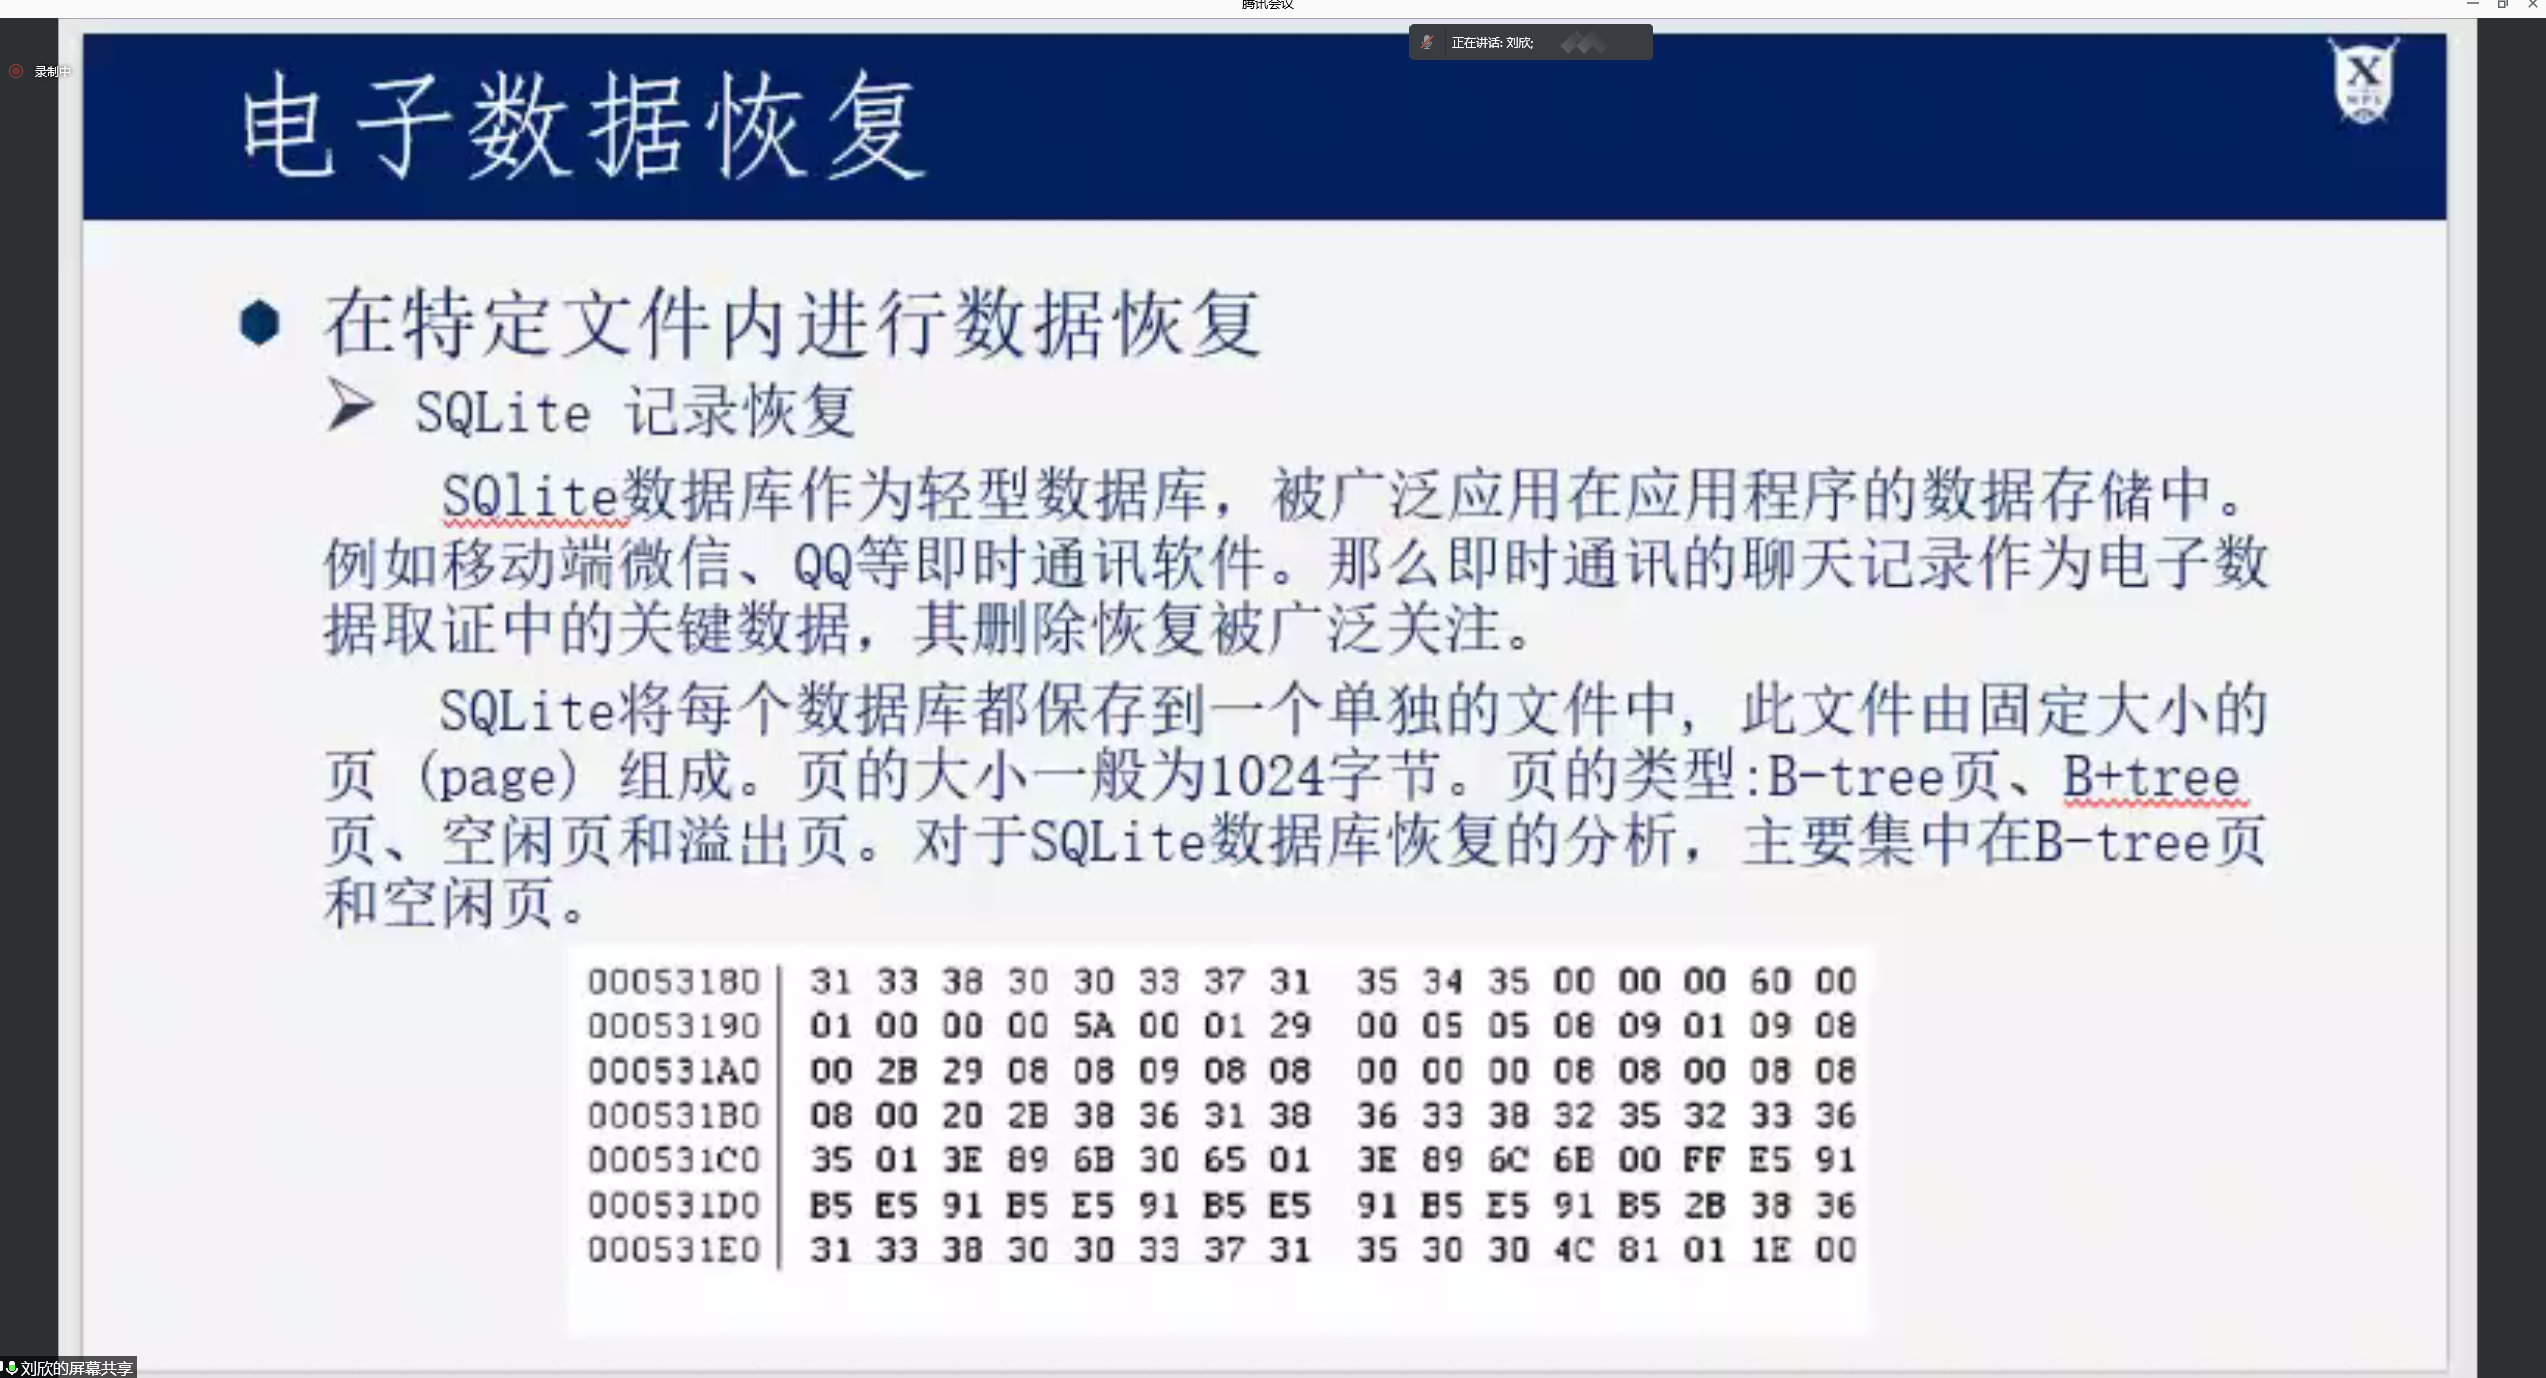 腾讯会议
正在讲话: 刘欣;
录制中
电子数据恢复
在特定文件内进行数据恢复
SQLite 记录恢复
SQlite数据库作为轻型数据库，被广泛应用在应用程序的数据存储中。
例如移动端微信、QQ等即时通讯软件。那么即时通讯的聊天记录作为电子数
据取证中的关键数据，其删除恢复被广泛关注。
SQLite将每个数据库都保存到一个单独的文件中, 此文件由固定大小的
页 (page) 组成。页的大小一般为1024字节。页的类型:B-tree页、B+tree
页、空闲页和溢出页。对于SQLite数据库恢复的分析，主要集中在B-tree页
和空闲页。
00053180 31 33 38 30 30 33 37 31 35 34 35 00 00 00 60 00
00053190 01 00 00 00 5A 00 01 29 00 05 05 08 09 01 09 08
000531A0 00 2B 29 08 08 09 08 08 00 00 00 08 08 00 08 08
000531B0 08 00 20 2B 38 36 31 38 36 33 38 32 35 32 33 36
000531C0 35 01 3E 89 6B 30 65 01 3E 89 6C 6B 00 FF E5 91
000531D0 B5 E5 91 B5 E5 91 B5 E5 91 B5 E5 91 B5 2B 38 36
000531E0 31 33 38 30 30 33 37 31 35 30 30 4C 81 01 1E 00
刘欣的屏幕共享